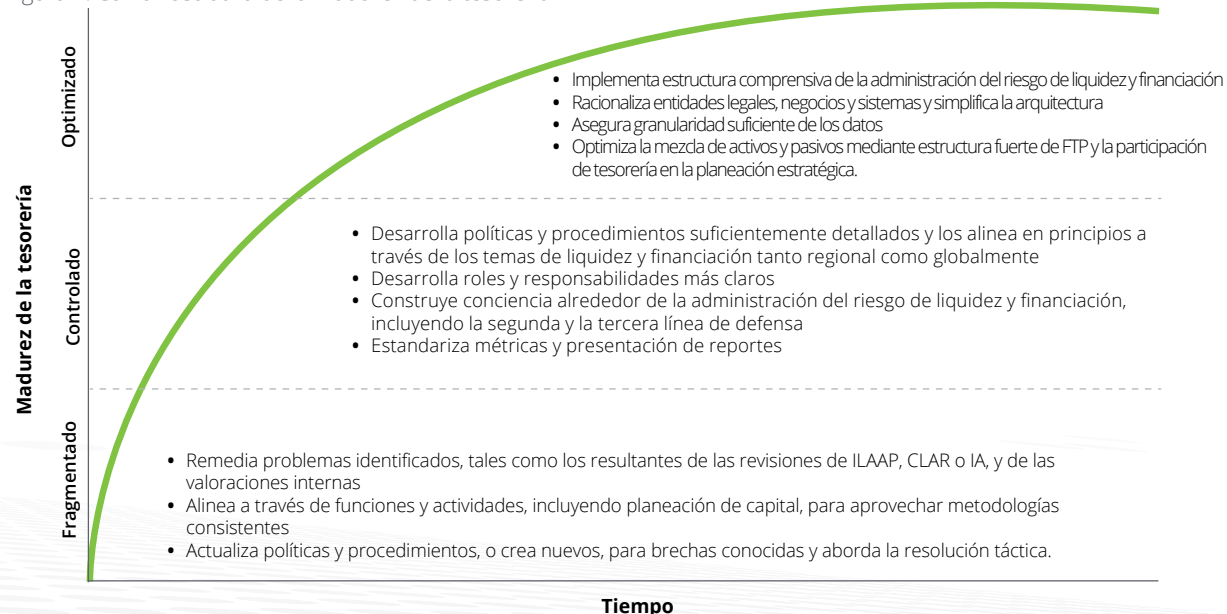 Optimizado
• Implementa estructura comprensiva de la administración del riesgo de liquidez y financiación
• Racionaliza entidades legales, negocios y sistemas y simplifica la arquitectura
• Asegura granularidad suficiente de los datos
• Optimiza la mezcla de activos y pasivos mediante estructura fuerte de FTP y la participación
de tesorería en la planeación estratégica.
Madurez de la tesorería
Controlado
• Desarrolla políticas y procedimientos suficientemente detallados y los alinea en principios a
través de los temas de liquidez y financiación tanto regional como globalmente
• Desarrolla roles y responsabilidades más claros
• Construye conciencia alrededor de la administración del riesgo de liquidez y financiación,
incluyendo la segunda y la tercera línea de defensa
• Estandariza métricas y presentación de reportes
Fragmentado
• Remedia problemas identificados, tales como los resultantes de las revisiones de ILAAP, CLAR o IA, y de las
valoraciones internas
• Alinea a través de funciones y actividades, incluyendo planeación de capital, para aprovechar metodologías
consistentes
• Actualiza políticas y procedimientos, o crea nuevos, para brechas conocidas y aborda la resolución táctica.
Tiempo